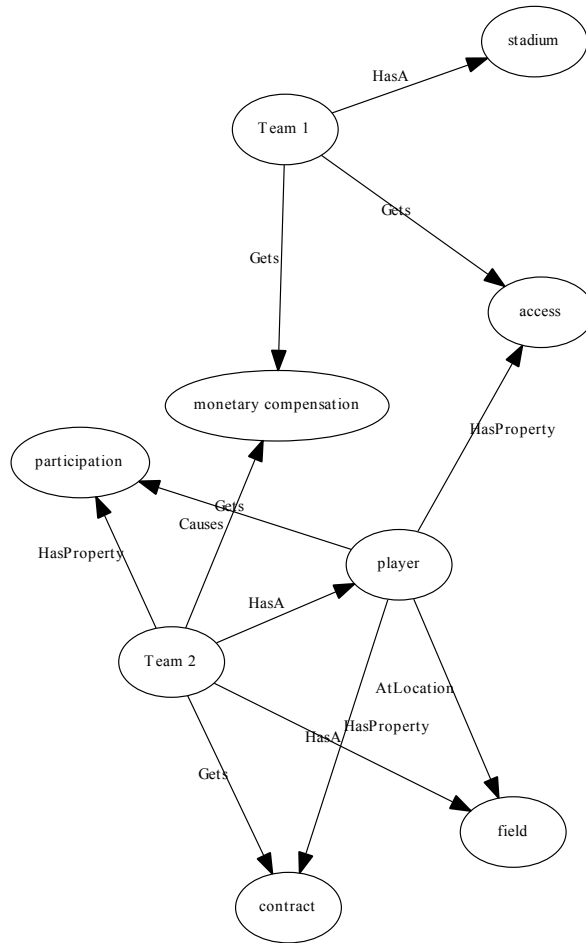 stadium
HasA
Team 1
Gets
Gets
access
monetary compensation
HasProperty
participation
Gets
Causes
HasProperty
player
HasA
Team 2
AtLocation
HasProperty
HasA
Gets
field
contract